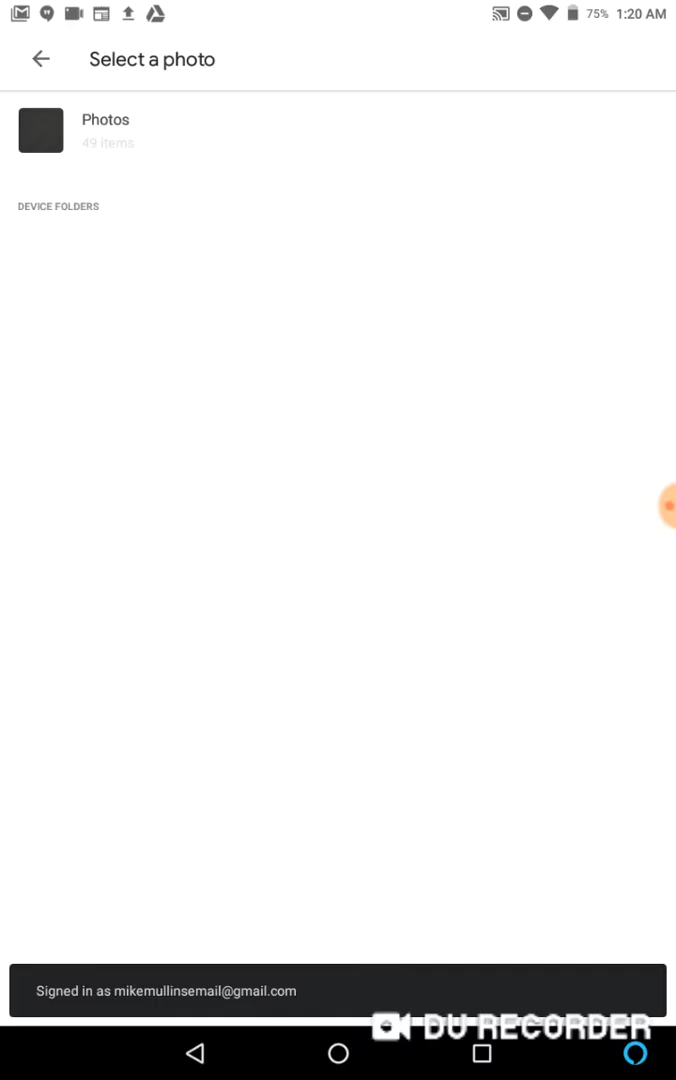 75% 1:20 AM
Select a photo
Photos
49 items
DEVICE FOLDERS
Signed in as mikemullinsemail@gmail.com
DU RECORDER